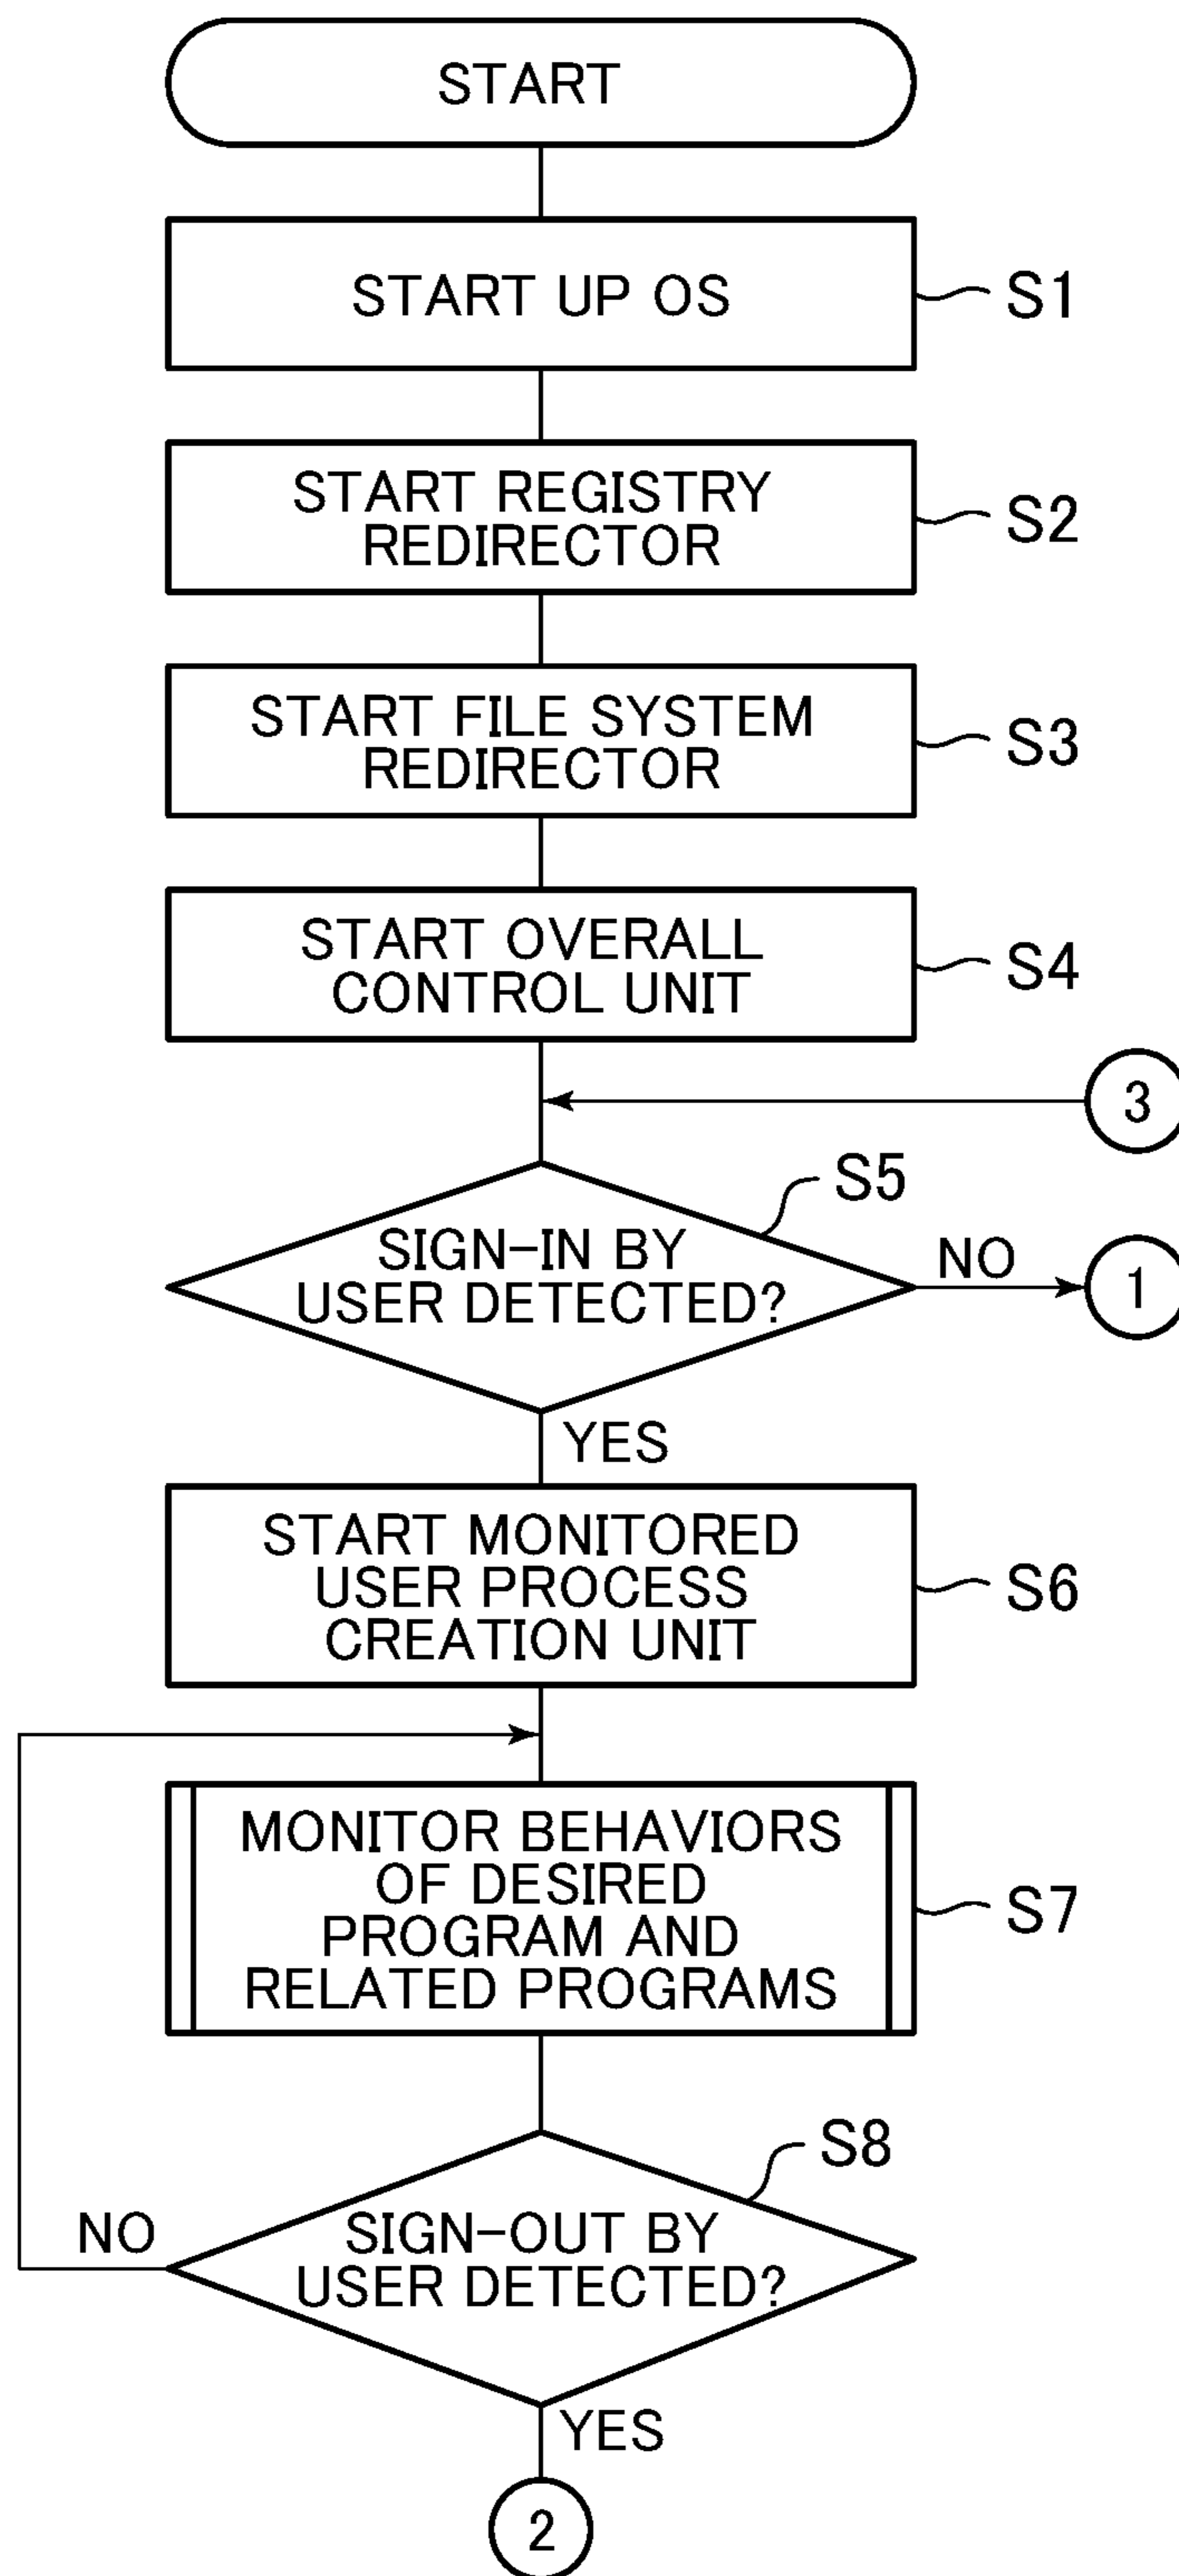 START
START UP OS
S1
START REGISTRY
REDIRECTOR
S2
START FILE SYSTEM
REDIRECTOR
S3
START OVERALL
CONTROL UNIT
S4
3
S5
SIGN-IN BY
USER DETECTED?
NO
1
YES
START MONITORED
USER PROCESS
CREATION UNIT
S6
MONITOR BEHAVIORS
OF DESIRED
PROGRAM AND
RELATED PROGRAMS
S7
S8
SIGN-OUT BY
USER DETECTED?
NO
YES
2